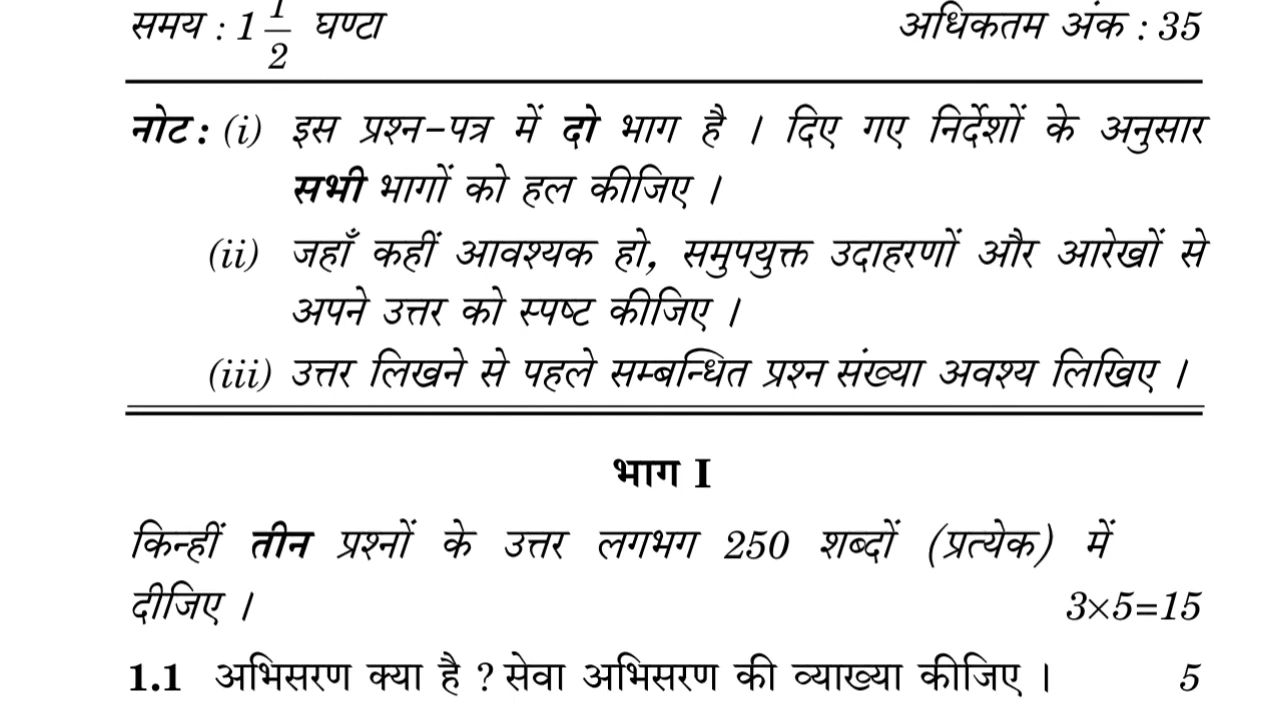 समय : 1 1/2 घण्टा अधिकतम अंक : 35
नोट : (i) इस प्रश्न-पत्र में दो भाग है । दिए गए निर्देशों के अनुसार
सभी भागों को हल कीजिए ।
(ii) जहाँ कहीं आवश्यक हो, समुपयुक्त उदाहरणों और आरेखों से
अपने उत्तर को स्पष्ट कीजिए ।
(iii) उत्तर लिखने से पहले सम्बन्धित प्रश्न संख्या अवश्य लिखिए ।
भाग I
किन्हीं तीन प्रश्नों के उत्तर लगभग 250 शब्दों (प्रत्येक) में
दीजिए । 3×5=15
1.1 अभिसरण क्या है ? सेवा अभिसरण की व्याख्या कीजिए । 5